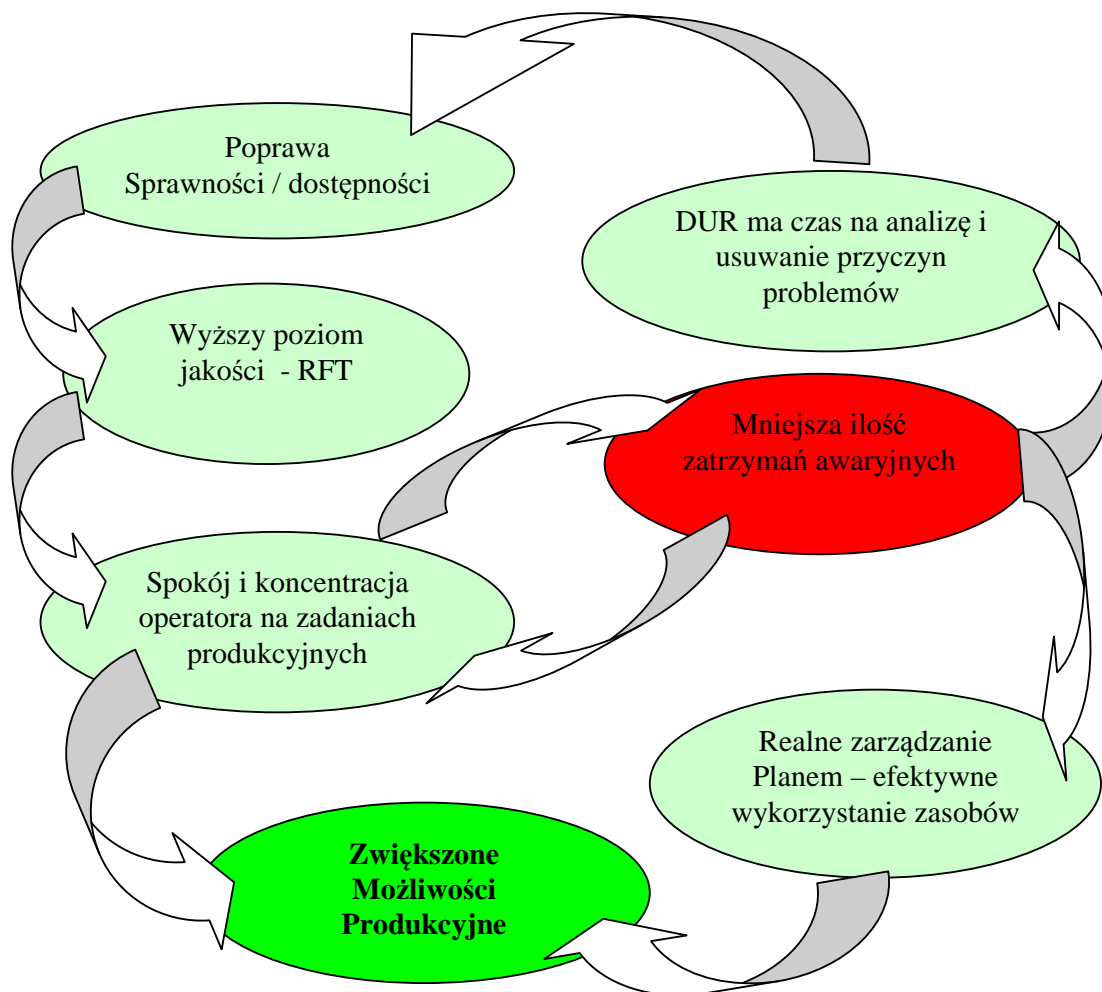 Poprawa
Sprawności / dostępności
DUR ma czas na analizę i
usuwanie przyczyn
problemów
Wyższy poziom
jakości - RFT
Mniejsza ilość
zatrzymań awaryjnych
Spokój i koncentracja
operatora na zadaniach
produkcyjnych
Realne zarządzanie
Planem – efektywne
wykorzystanie zasobów
Zwiększone
Możliwości
Produkcyjne